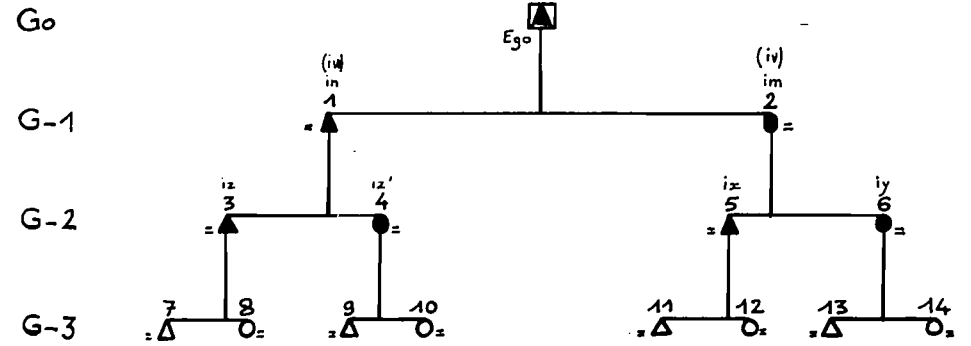 G0
Ego
(iv) (iv)
in im
1 2
G-1
= =
iz iz' ix iy
3 4 5 6
G-2
= = = =
7 8 9 10 11 12 13 14
G-3
= = = = = = = =